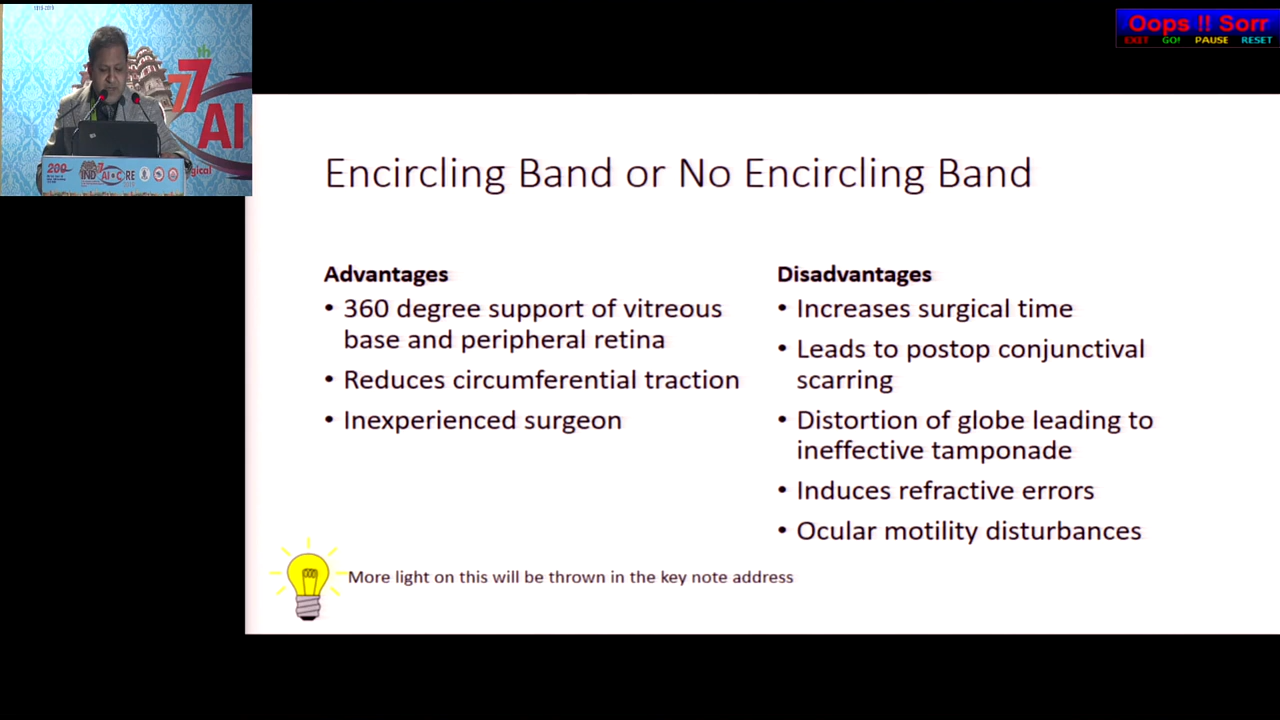 Oops !! Sorr
EXIT GO! PAUSE RESET
th
77
AI
Encircling Band or No Encircling Band
Advantages
• 360 degree support of vitreous
base and peripheral retina
• Reduces circumferential traction
• Inexperienced surgeon
Disadvantages
• Increases surgical time
• Leads to postop conjunctival
scarring
• Distortion of globe leading to
ineffective tamponade
• Induces refractive errors
• Ocular motility disturbances
More light on this will be thrown in the key note address